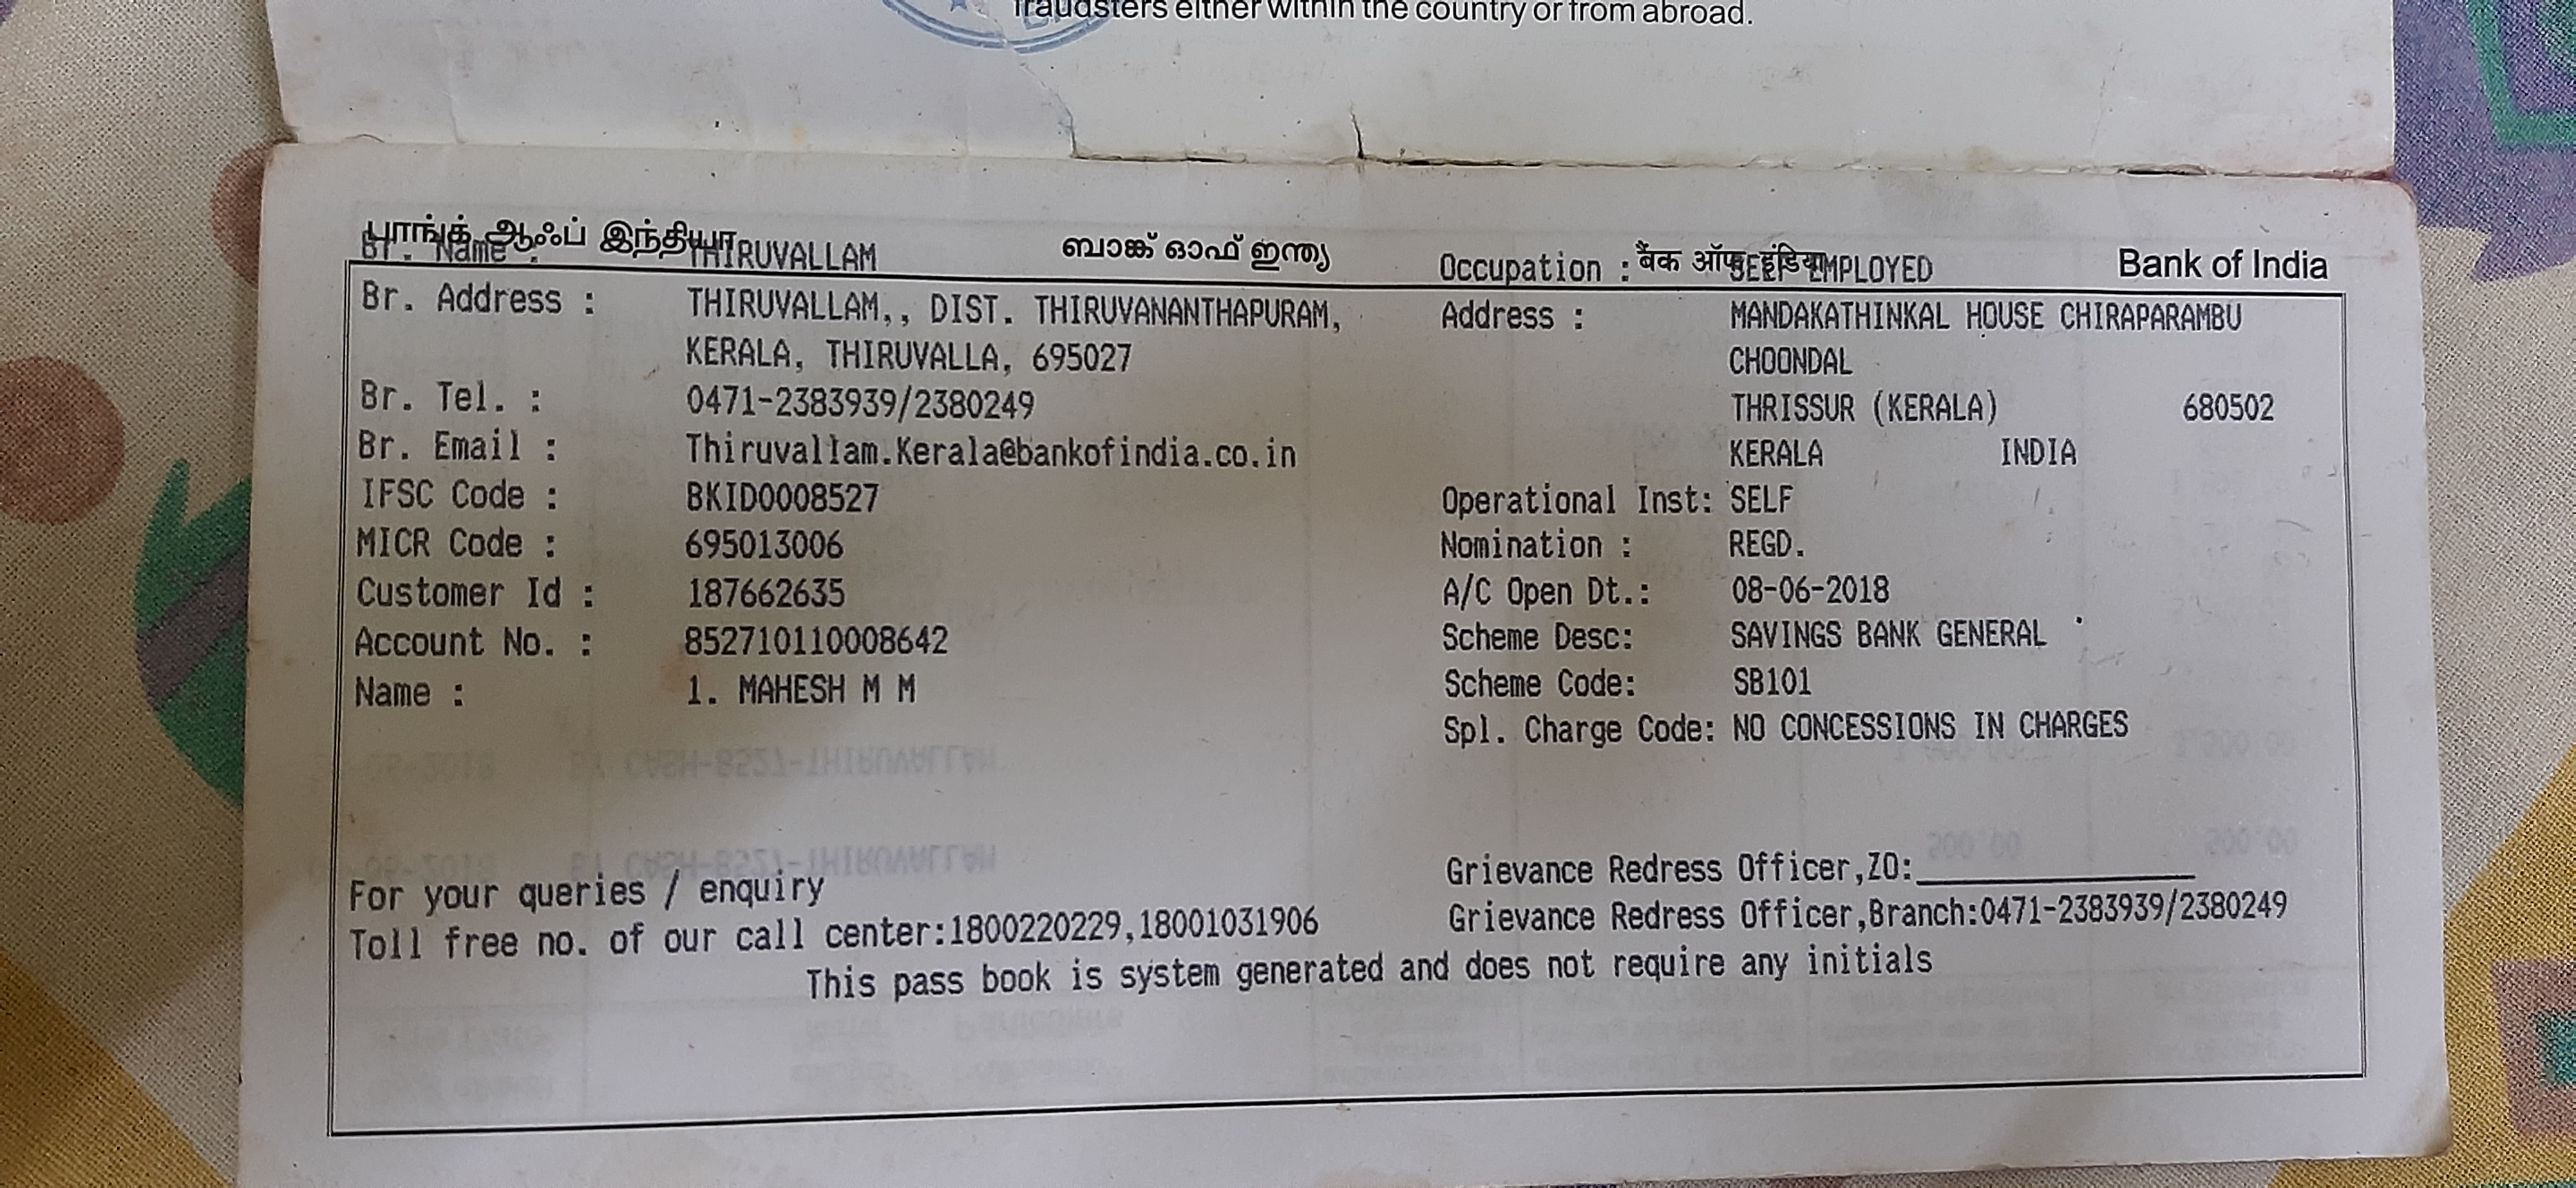 fraudsters either within the country or from abroad.
பாங்க் ஆஃப் இந்தியா ബാങ്ക് ഓഫ് ഇന്ത്യ बैंक ऑफ इंडिया Bank of India
Br. Name : THIRUVALLAM Occupation : SELF EMPLOYED
Br. Address : THIRUVALLAM,, DIST. THIRUVANANTHAPURAM, Address : MANDAKATHINKAL HOUSE CHIRAPARAMBU
KERALA, THIRUVALLA, 695027 CHOONDAL
Br. Tel. : 0471-2383939/2380249 THRISSUR (KERALA) 680502
Br. Email : Thiruvallam.Kerala@bankofindia.co.in KERALA INDIA
IFSC Code : BKID0008527 Operational Inst: SELF
MICR Code : 695013006 Nomination : REGD.
Customer Id : 187662635 A/C Open Dt.: 08-06-2018
Account No. : 852710110008642 Scheme Desc: SAVINGS BANK GENERAL
Name : 1. MAHESH M M Scheme Code: SB101
Spl. Charge Code: NO CONCESSIONS IN CHARGES
For your queries / enquiry Grievance Redress Officer,ZO:
Toll free no. of our call center:1800220229,18001031906 Grievance Redress Officer,Branch:0471-2383939/2380249
This pass book is system generated and does not require any initials